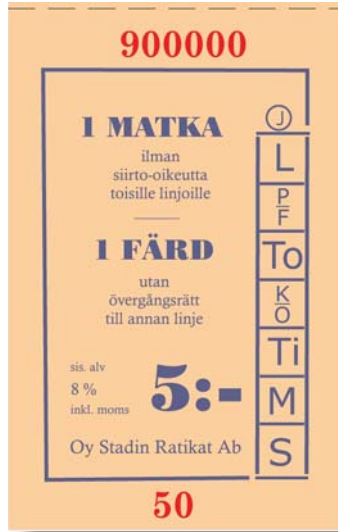 900000
1 MATKA
ilman
siirto-oikeutta
toisille linjoille
1 FÄRD
utan
övergångsrätt
till annan linje
sis. alv
8 %
inkl. moms
5:-
Oy Stadin Ratikat Ab
J
L
P/F
To
K/O
Ti
M
S
50